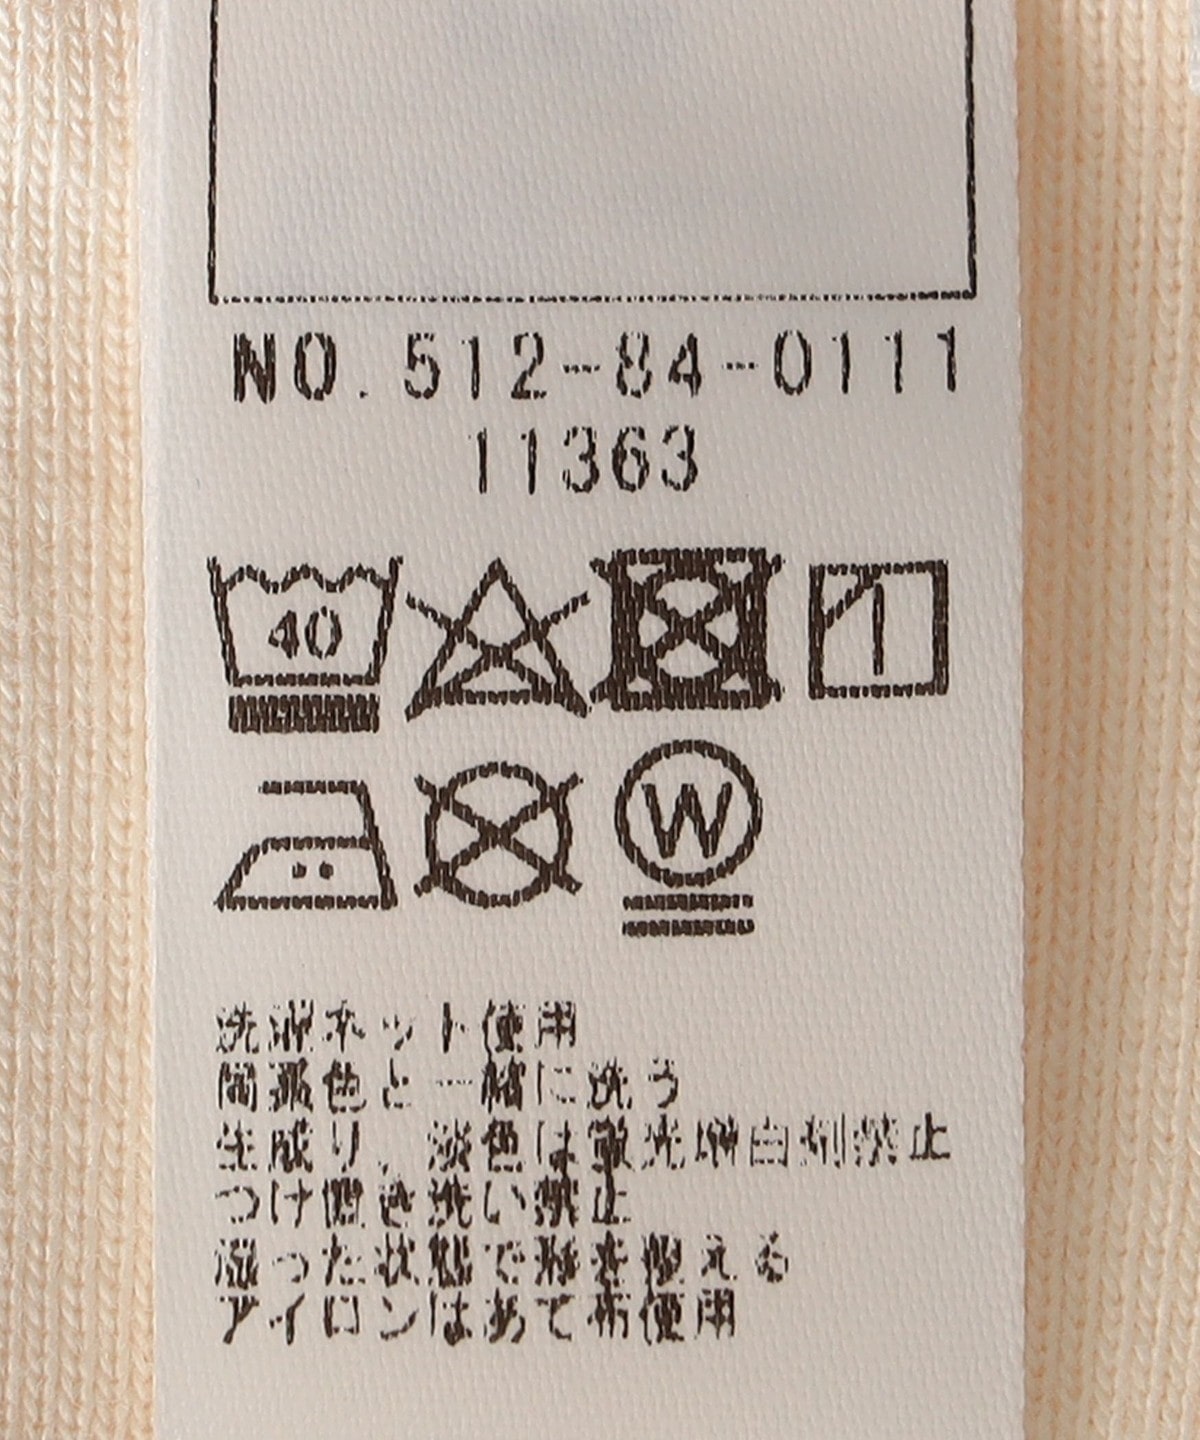 NO.512-84-0111
11363
40
W
洗濯ネット使用
同系色と一緒に洗う
生成り、淡色は蛍光増白剤禁止
つけ置き洗い禁止
湿った状態で形を整える
アイロンはあて布使用